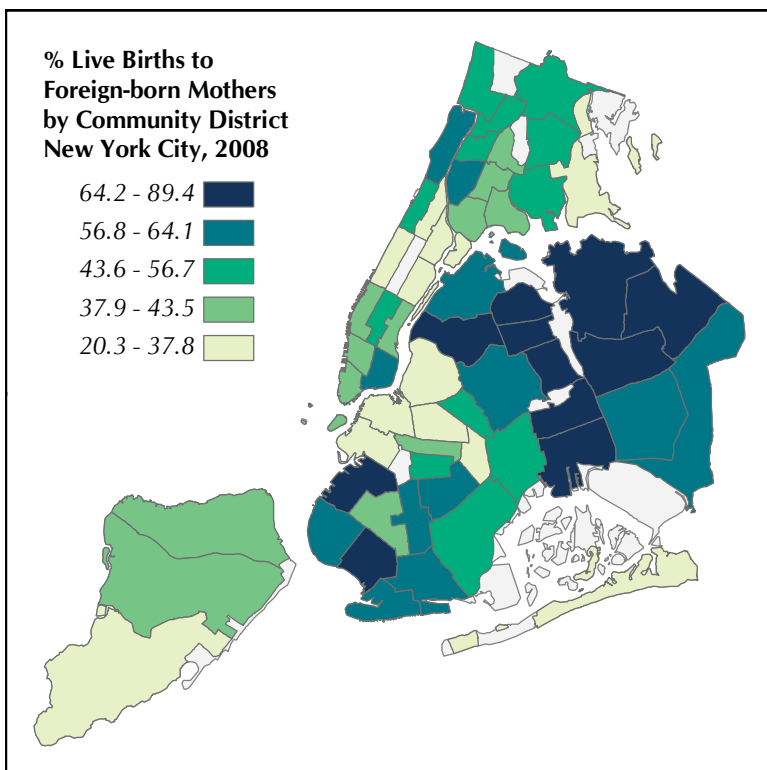 % Live Births to
Foreign-born Mothers
by Community District
New York City, 2008
64.2 - 89.4
56.8 - 64.1
43.6 - 56.7
37.9 - 43.5
20.3 - 37.8